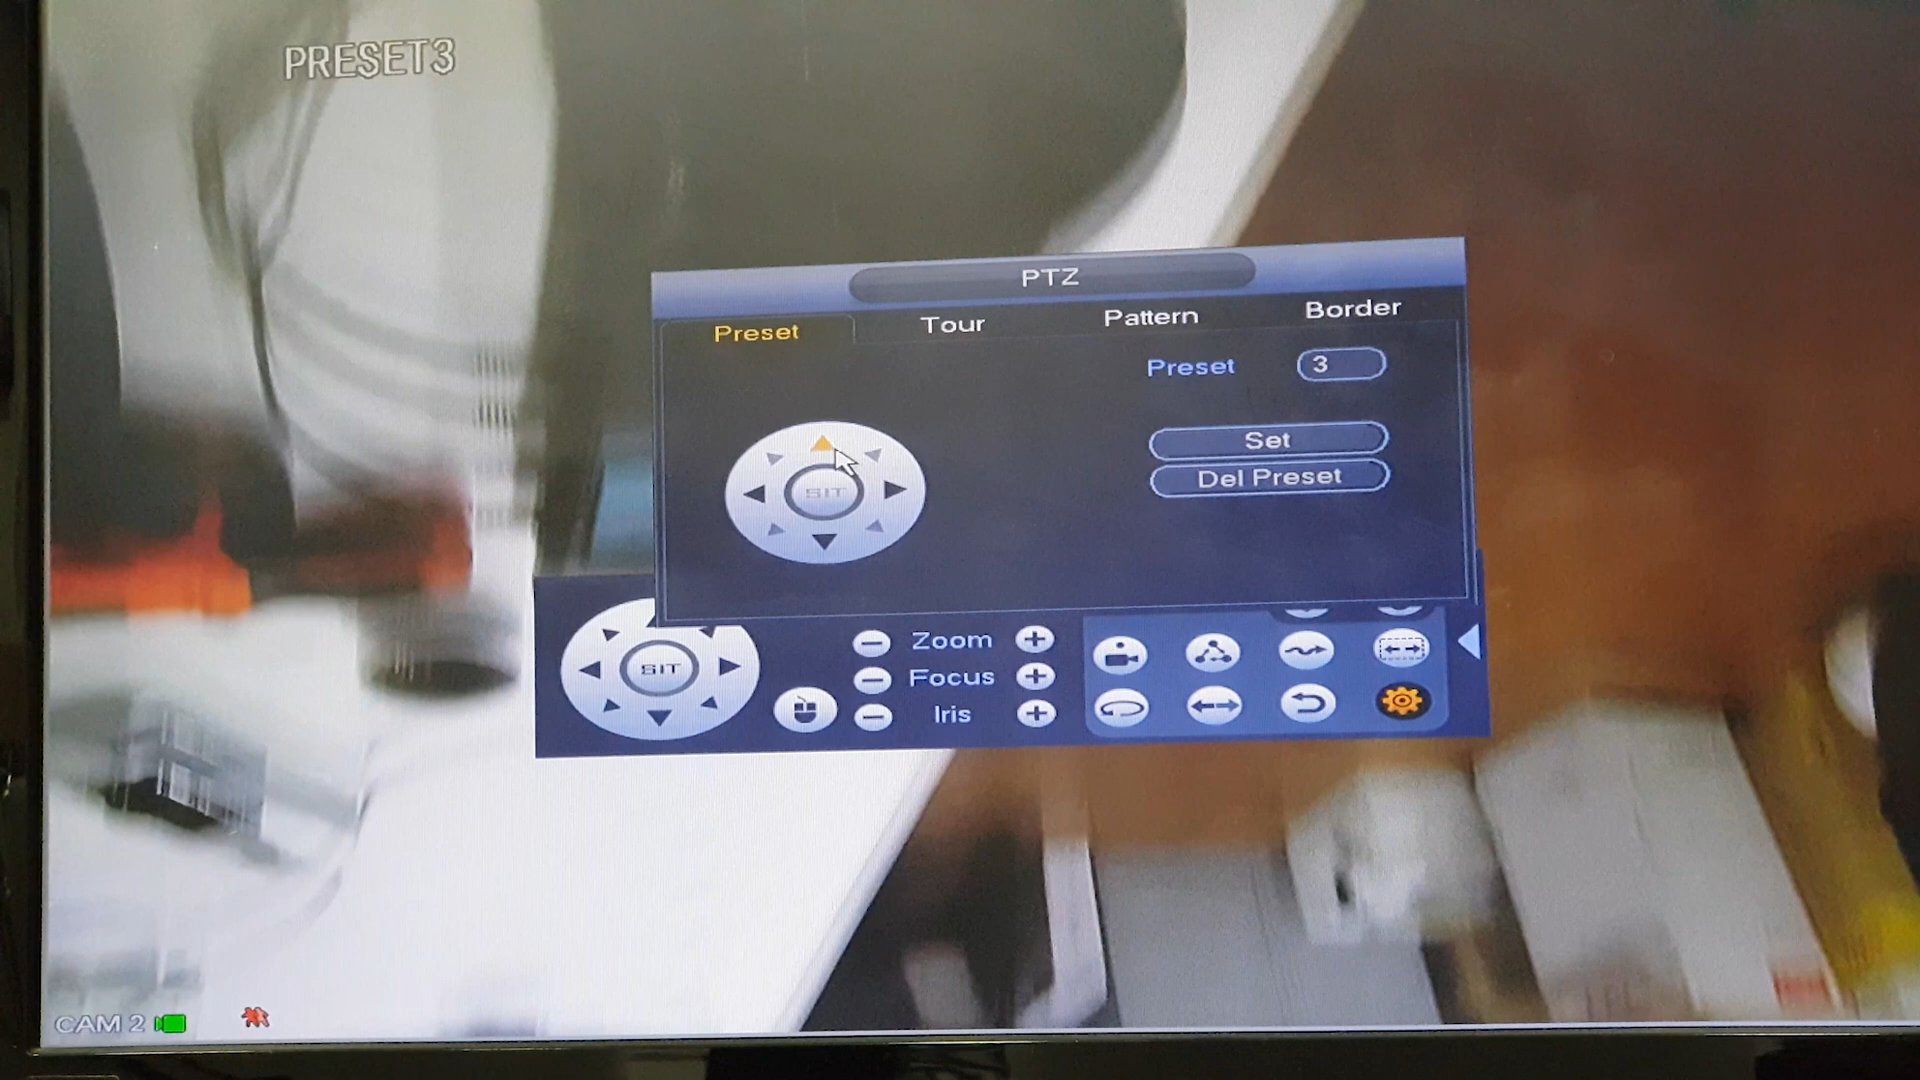 PRESET3
PTZ
Preset Tour Pattern Border
Preset 3
Set
SIT
Del Preset
Zoom
SIT
Focus
Iris
CAM 2